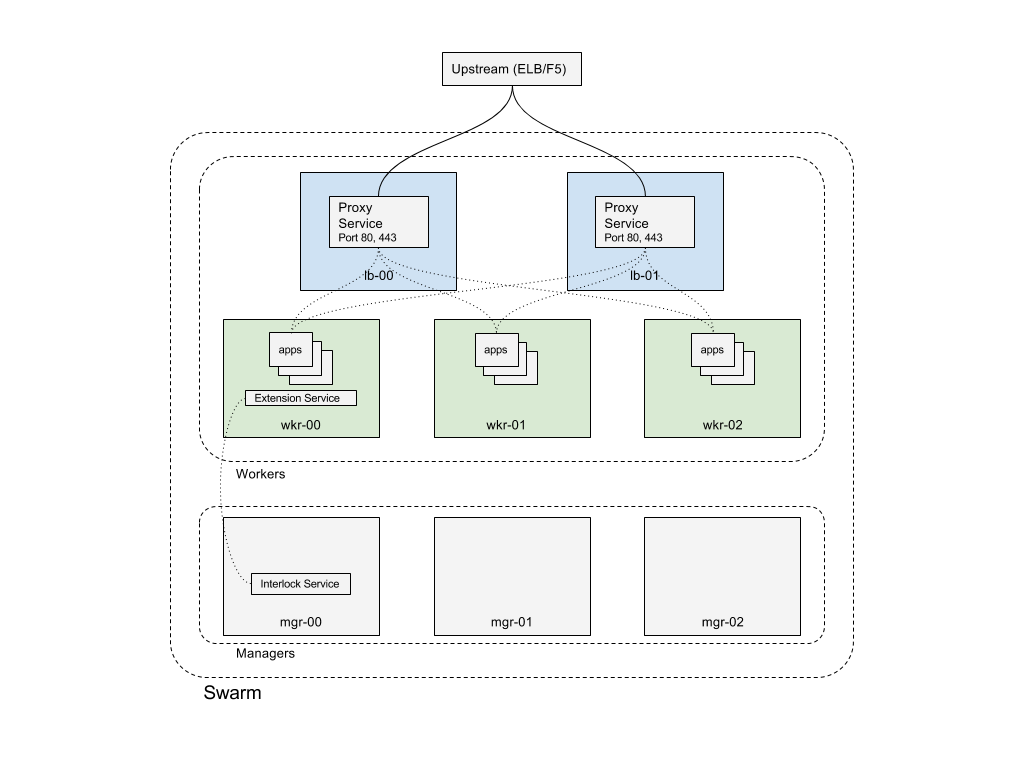 Upstream (ELB/F5)
Proxy
Service
Port 80, 443
lb-00
Proxy
Service
Port 80, 443
lb-01
apps
Extension Service
wkr-00
apps
wkr-01
apps
wkr-02
Workers
Interlock Service
mgr-00
mgr-01
mgr-02
Managers
Swarm